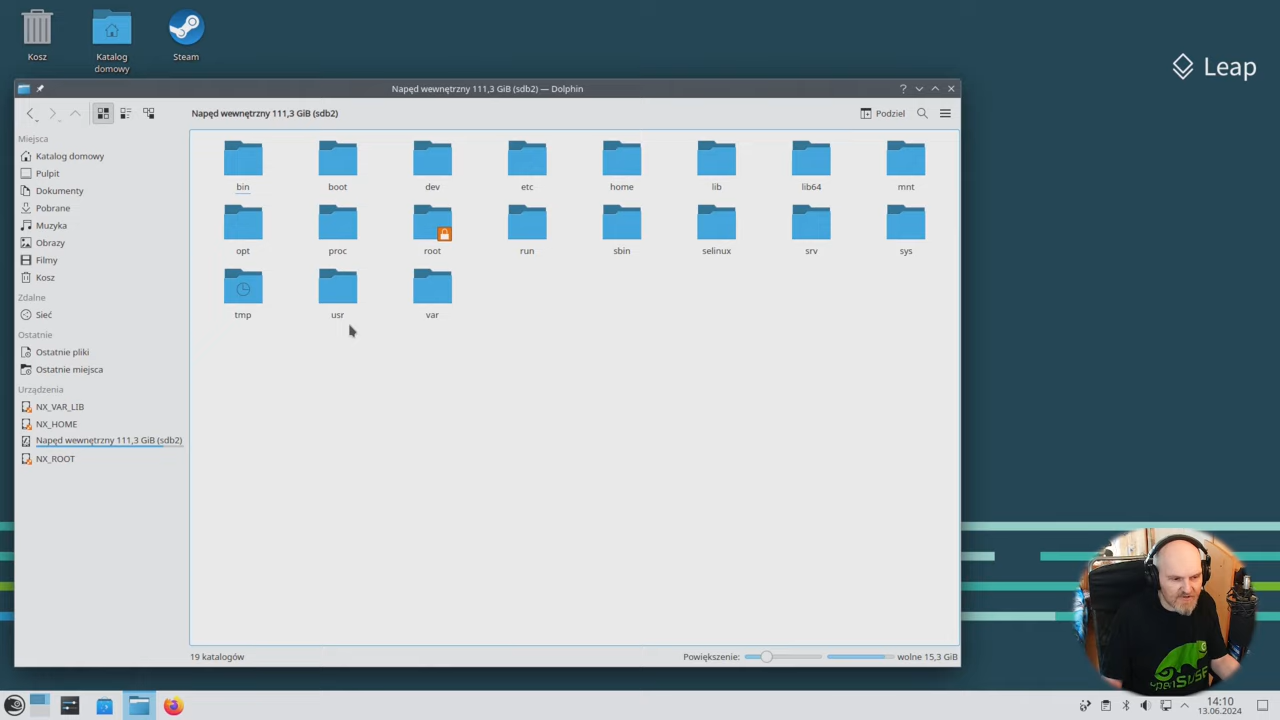 Kosz
Katalog
domowy
Steam
Leap
Napęd wewnętrzny 111,3 GiB (sdb2) — Dolphin
Napęd wewnętrzny 111,3 GiB (sdb2)
Podziel
Miejsca
Katalog domowy
Pulpit
Dokumenty
Pobrane
Muzyka
Obrazy
Filmy
Kosz
Zdalne
Sieć
Ostatnie
Ostatnie pliki
Ostatnie miejsca
Urządzenia
NX_VAR_LIB
NX_HOME
Napęd wewnętrzny 111,3 GiB (sdb2)
NX_ROOT
bin boot dev etc home lib lib64 mnt
opt proc root run sbin selinux srv sys
tmp usr var
19 katalogów
Powiększenie:
wolne 15,3 GiB
openSUSE
14:10
13.06.2024